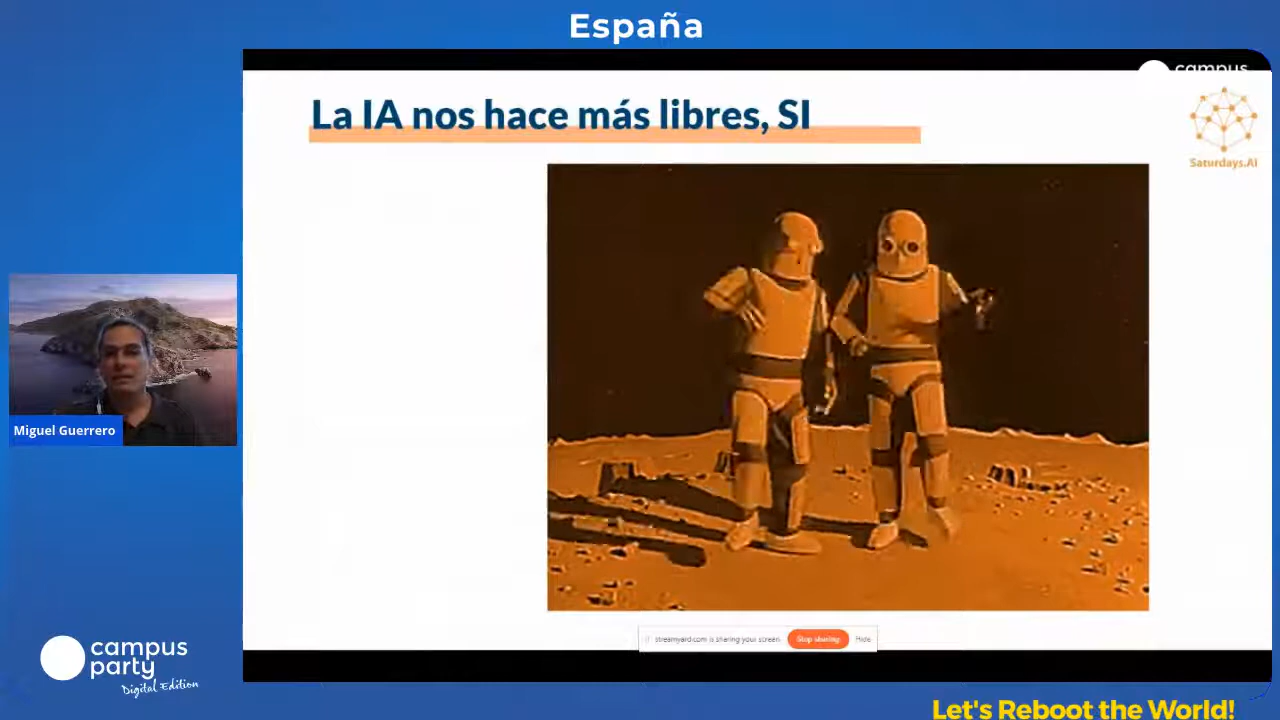 España
campus
La IA nos hace más libres, SI
Saturdays.AI
Miguel Guerrero
streamyard.com is sharing your screen
Stop sharing
Hide
campus
party
Digital Edition
Let's Reboot the World!